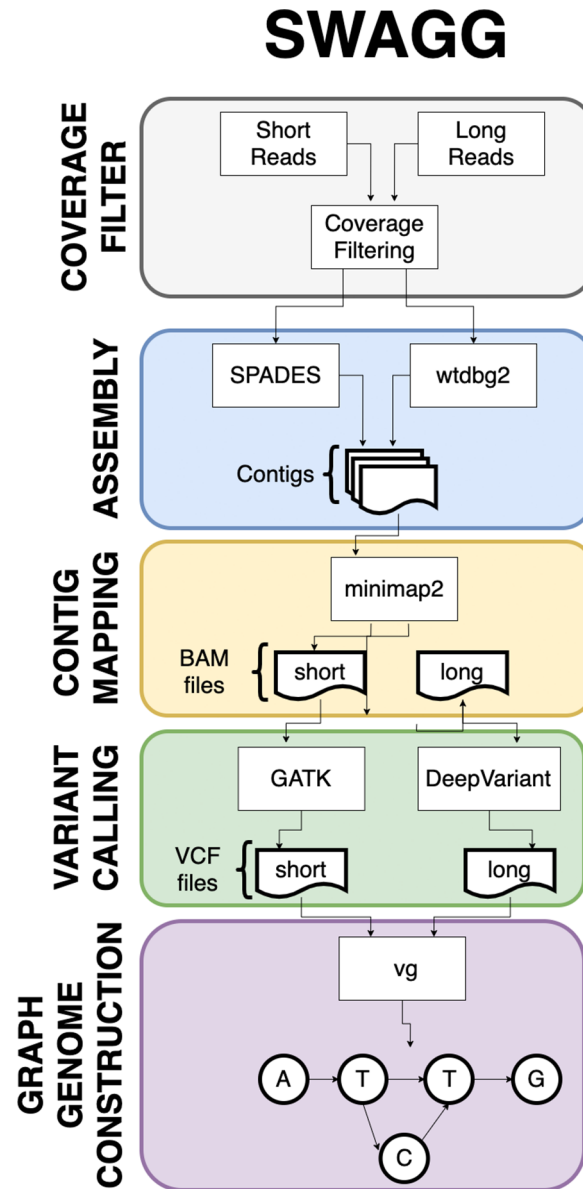 SWAGG
COVERAGE
FILTER
Short
Reads
Long
Reads
Coverage
Filtering
ASSEMBLY
SPADES
wtdbg2
Contigs
CONTIG
MAPPING
minimap2
BAM
files
short
long
VARIANT
CALLING
GATK
DeepVariant
VCF
files
short
long
GRAPH
GENOME
CONSTRUCTION
vg
A
T
T
G
C